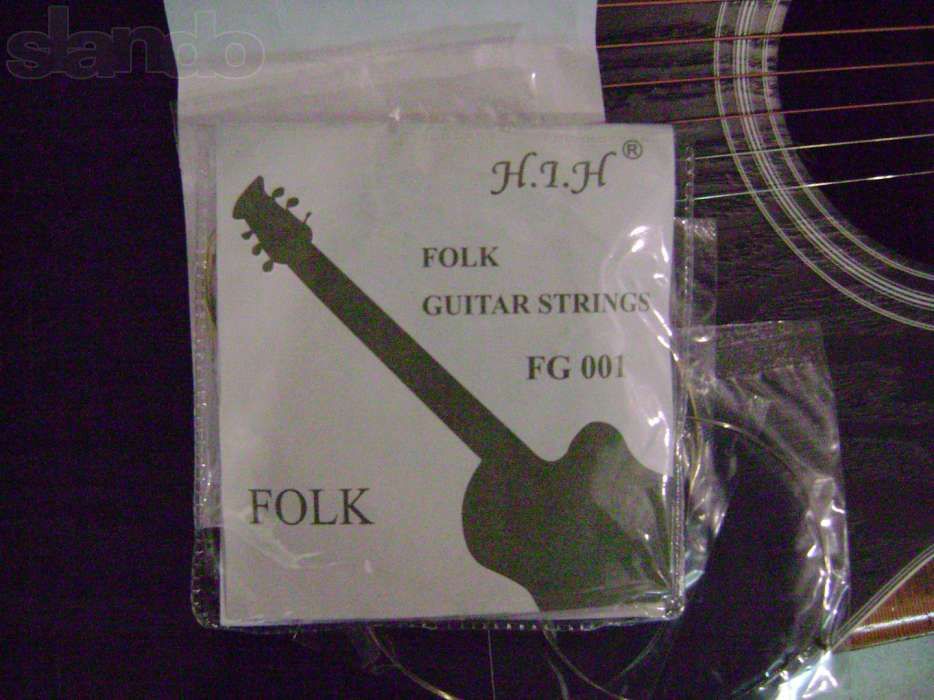 slando
H.I.H ®
FOLK
GUITAR STRINGS
FG 001
FOLK